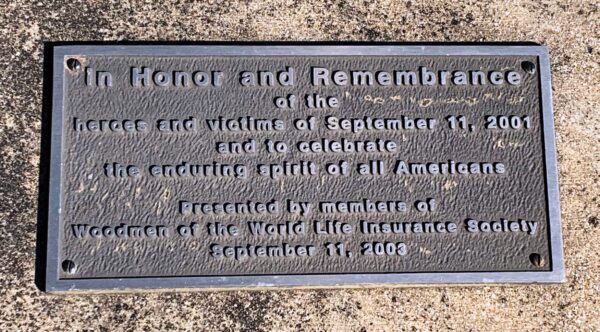 In Honor and Remembrance
of the
heroes and victims of September 11, 2001
and to celebrate
the enduring spirit of all Americans
Presented by members of
Woodmen of the World Life Insurance Society
September 11, 2003